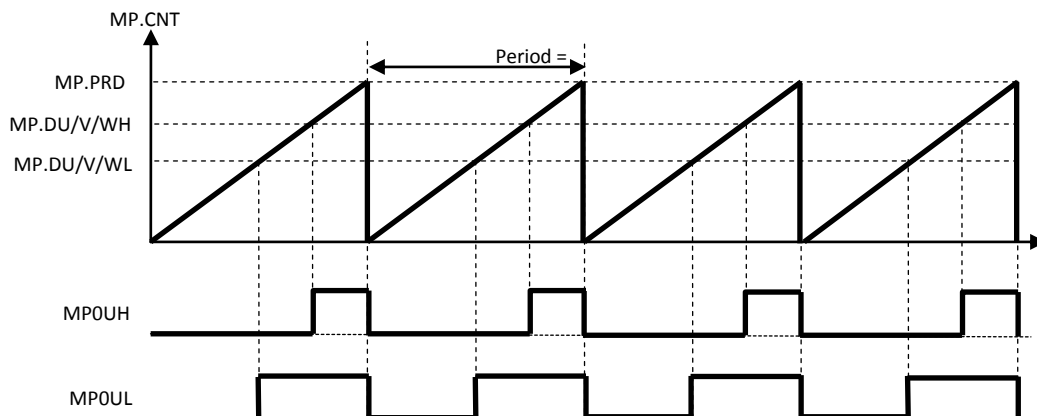 MP.CNT
Period =
MP.PRD
MP.DU/V/WH
MP.DU/V/WL
MP0UH
MP0UL